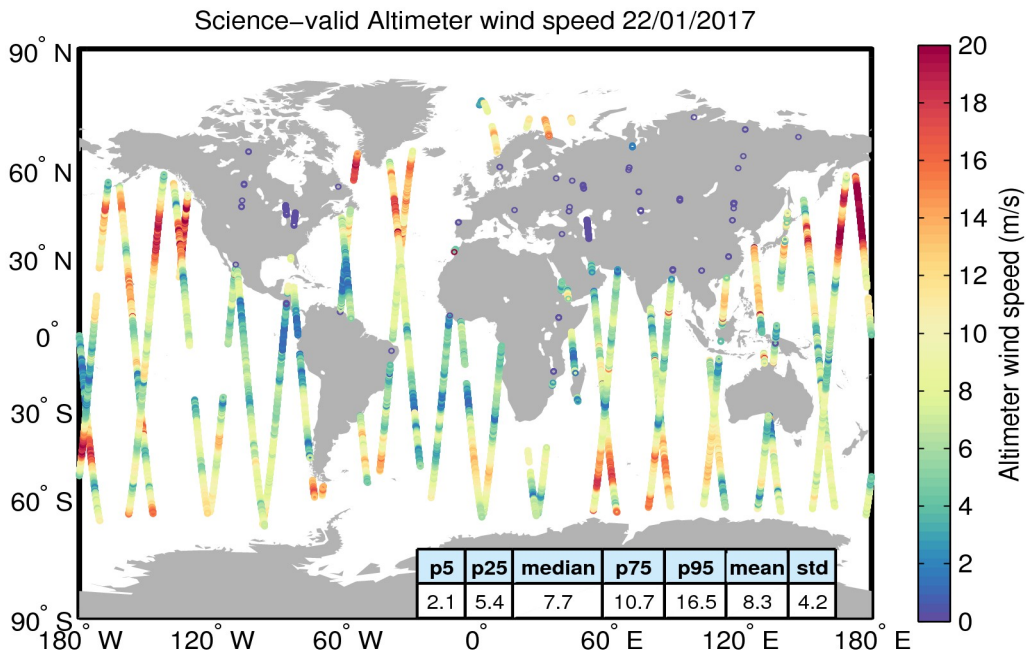 Science−valid Altimeter wind speed 22/01/2017
90° N
60° N
30° N
0°
30° S
60° S
90° S
180° W
120° W
60° W
0°
60° E
120° E
180° E
p5 p25 median p75 p95 mean std
2.1 5.4 7.7 10.7 16.5 8.3 4.2
20
18
16
14
12
10
8
6
4
2
0
Altimeter wind speed (m/s)